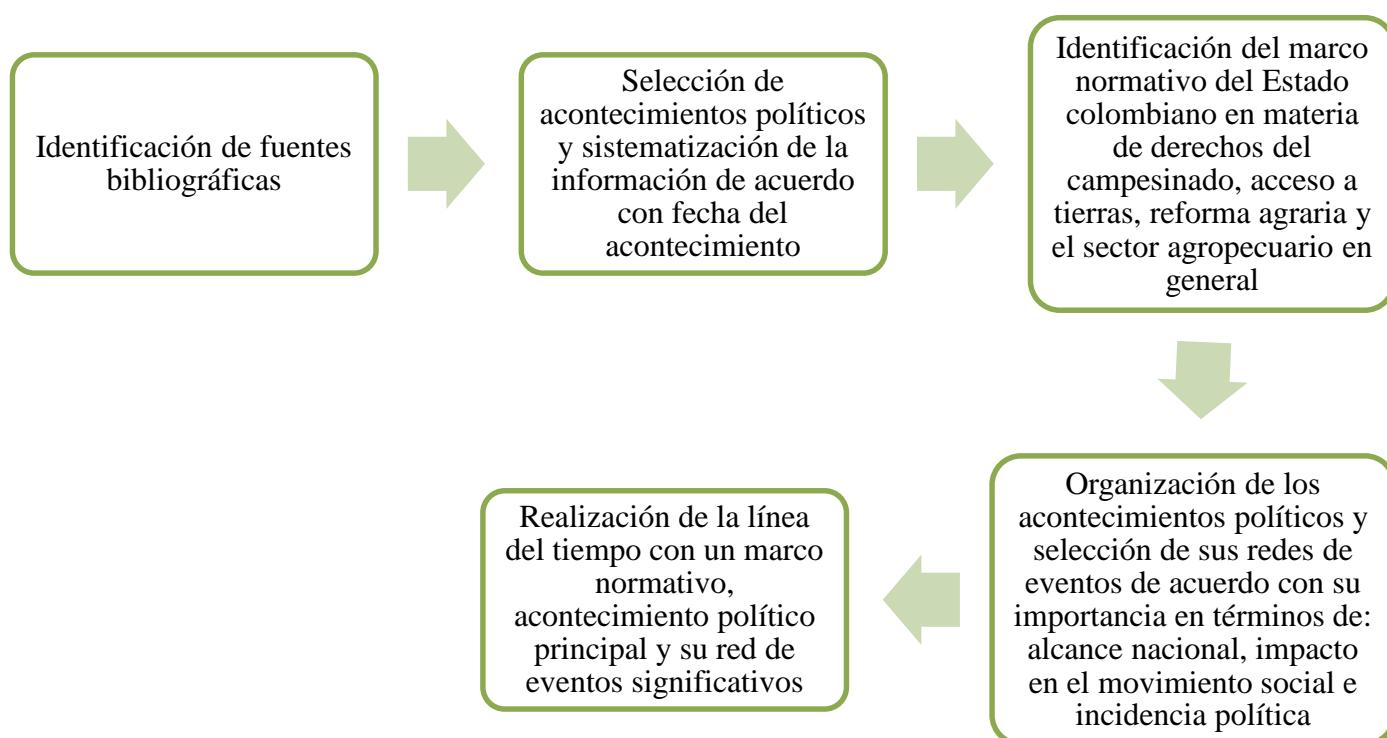 Identificación de fuentes
bibliográficas
Selección de
acontecimientos políticos
y sistematización de la
información de acuerdo
con fecha del
acontecimiento
Identificación del marco
normativo del Estado
colombiano en materia
de derechos del
campesinado, acceso a
tierras, reforma agraria y
el sector agropecuario en
general
Organización de los
acontecimientos políticos y
selección de sus redes de
eventos de acuerdo con su
importancia en términos de:
alcance nacional, impacto
en el movimiento social e
incidencia política
Realización de la línea
del tiempo con un marco
normativo,
acontecimiento político
principal y su red de
eventos significativos